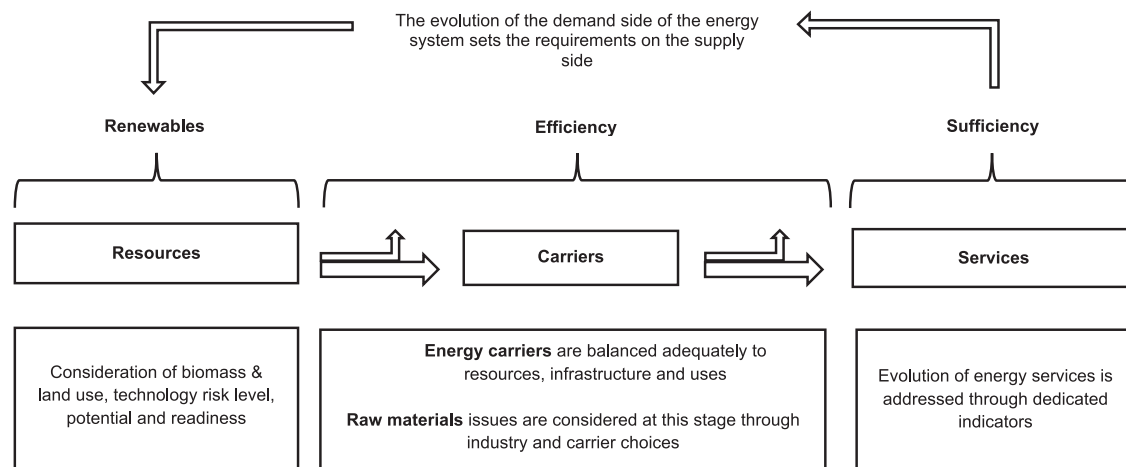 The evolution of the demand side of the energy
system sets the requirements on the supply
side
Renewables
Efficiency
Sufficiency
Resources
Carriers
Services
Consideration of biomass &
land use, technology risk level,
potential and readiness
Energy carriers are balanced adequately to
resources, infrastructure and uses
Raw materials issues are considered at this stage through
industry and carrier choices
Evolution of energy services is
addressed through dedicated
indicators